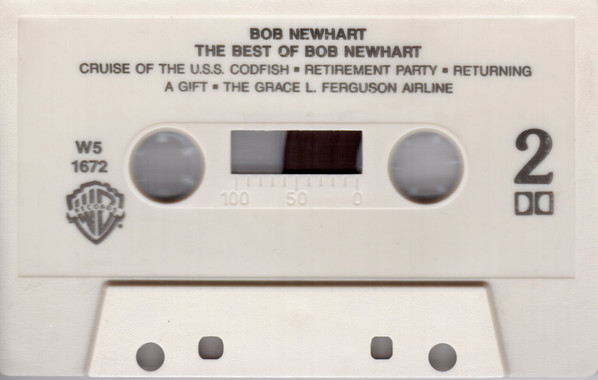 BOB NEWHART
THE BEST OF BOB NEWHART
CRUISE OF THE U.S.S. CODFISH ▪ RETIREMENT PARTY ▪ RETURNING
A GIFT ▪ THE GRACE L. FERGUSON AIRLINE
W5
1672
2
RECORDS
100 50 0